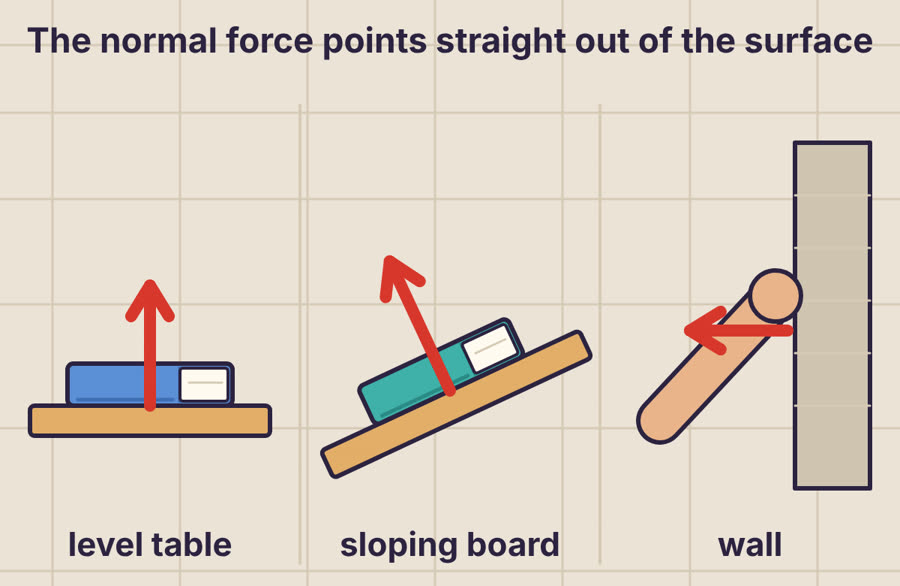 The normal force points straight out of the surface
level table
sloping board
wall